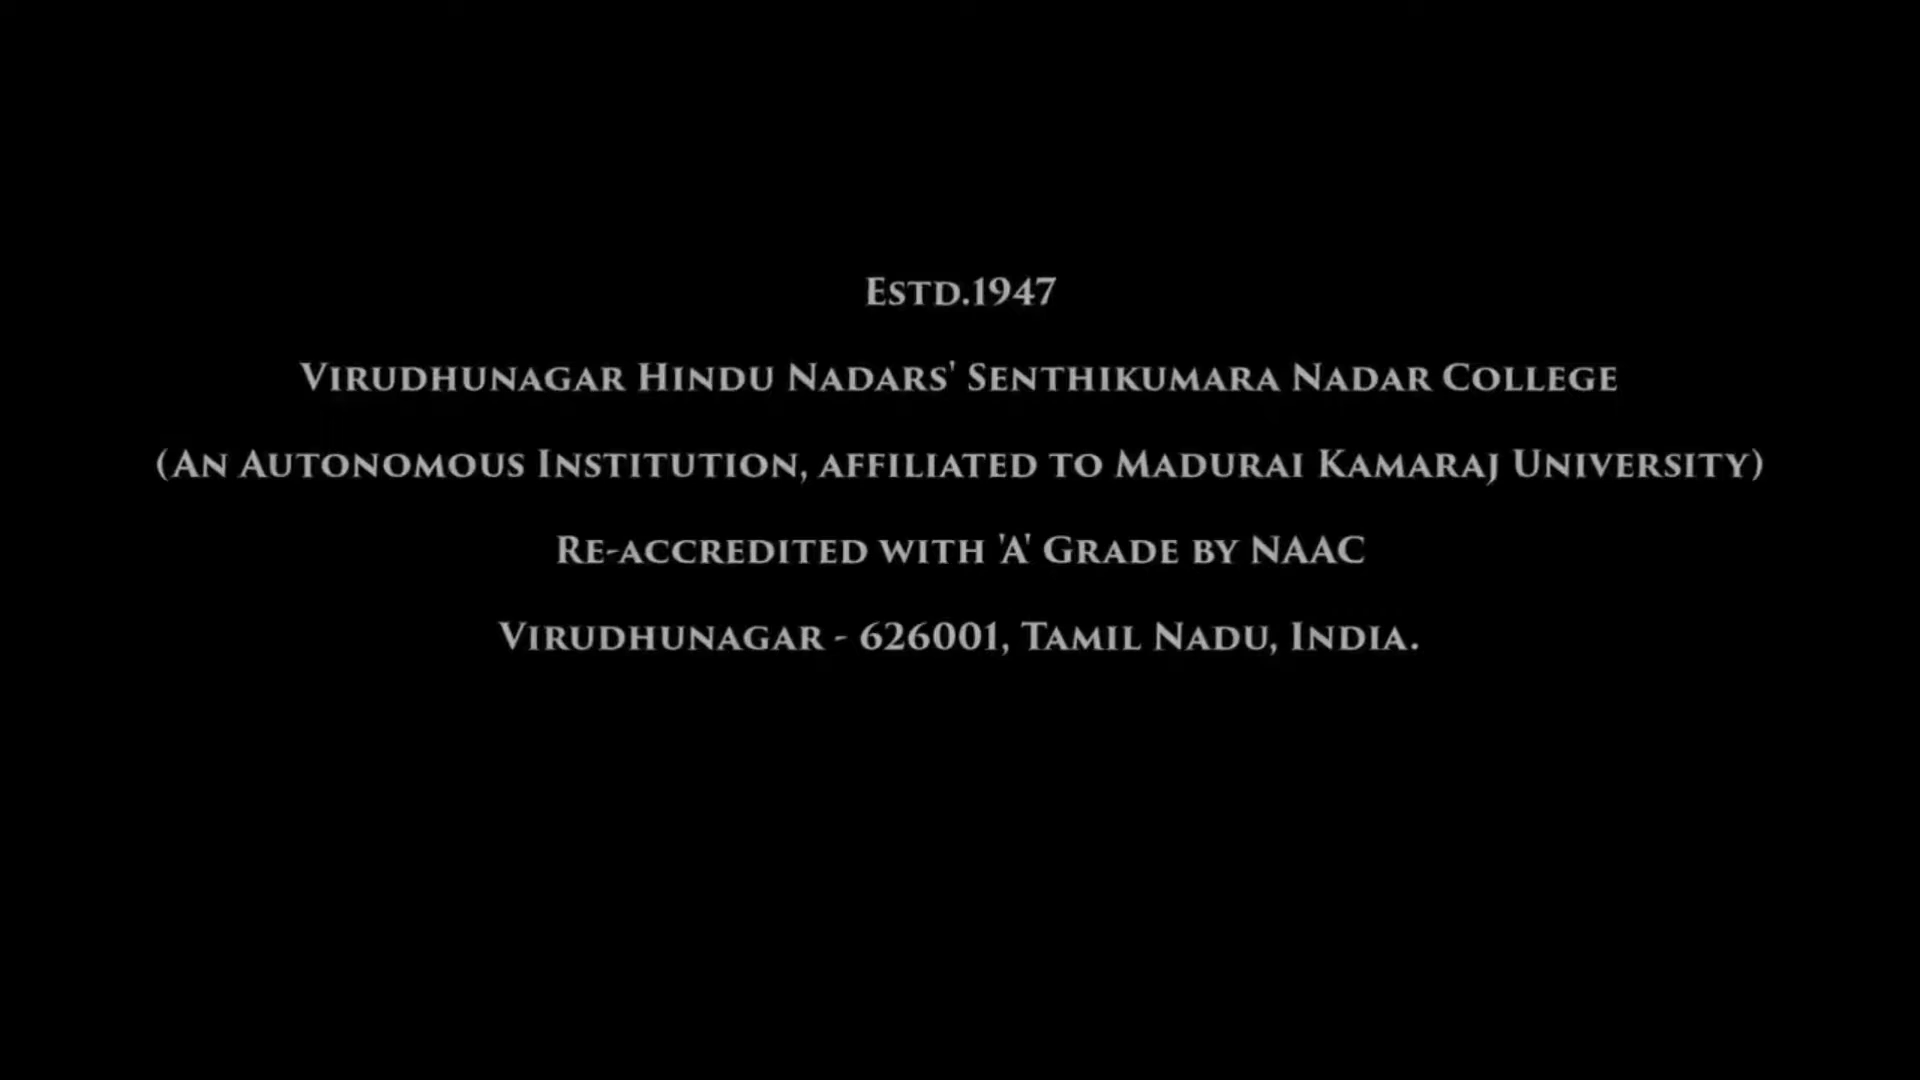 Estd.1947
Virudhunagar Hindu Nadars' Senthikumara Nadar College
(An Autonomous Institution, affiliated to Madurai Kamaraj University)
Re-accredited with 'A' Grade by NAAC
Virudhunagar - 626001, Tamil Nadu, India.